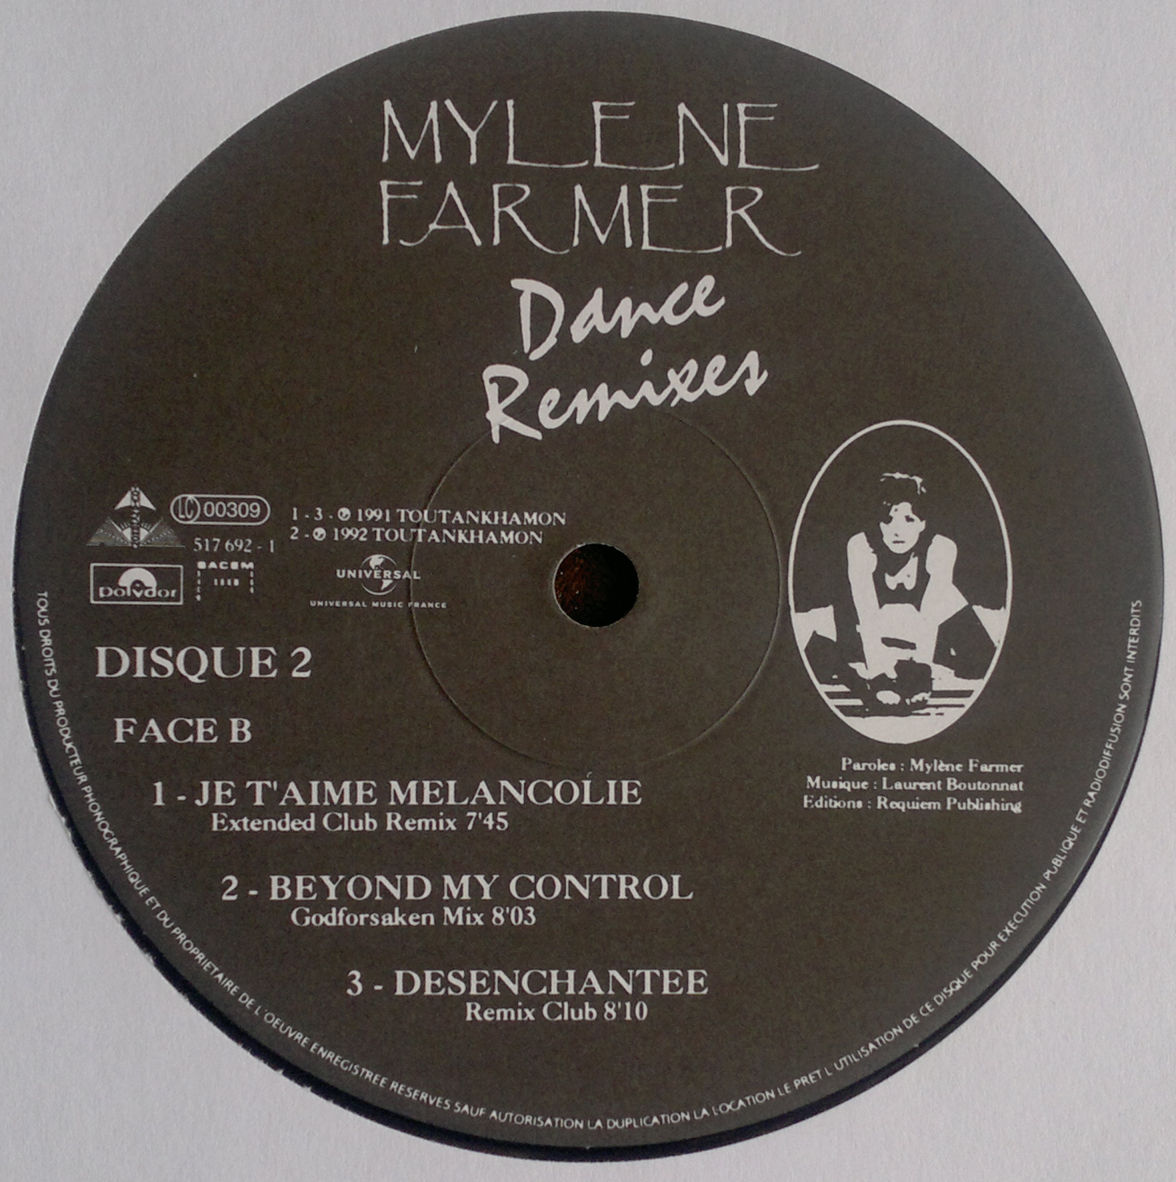 MYLENE
FARMER
Dance
Remixes
LC 00309
517 692 - 1
polydor
SACEM
1 - 3 - ℗ 1991 TOUTANKHAMON
2 - ℗ 1992 TOUTANKHAMON
UNIVERSAL
UNIVERSAL MUSIC FRANCE
DISQUE 2
FACE B
1 - JE T'AIME MELANCOLIE
Extended Club Remix 7'45
2 - BEYOND MY CONTROL
Godforsaken Mix 8'03
3 - DESENCHANTEE
Remix Club 8'10
Paroles : Mylène Farmer
Musique : Laurent Boutonnat
Editions : Requiem Publishing
TOUS DROITS DU PRODUCTEUR PHONOGRAPHIQUE ET DU PROPRIETAIRE DE L'OEUVRE ENREGISTREE RESERVES SAUF AUTORISATION LA DUPLICATION LA LOCATION LE PRET L UTILISATION DE CE DISQUE POUR EXECUTION PUBLIQUE ET RADIODIFFUSION SONT INTERDITS